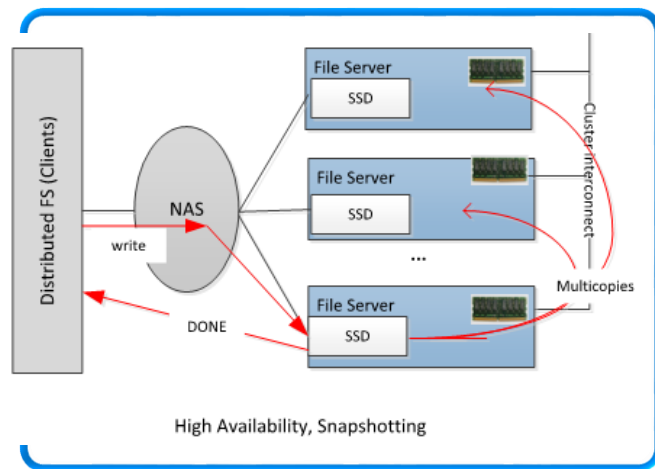 Distributed FS (Clients)
NAS
write
DONE
File Server
SSD
File Server
SSD
...
File Server
SSD
Cluster interconnect
Multicopies
High Availability, Snapshotting